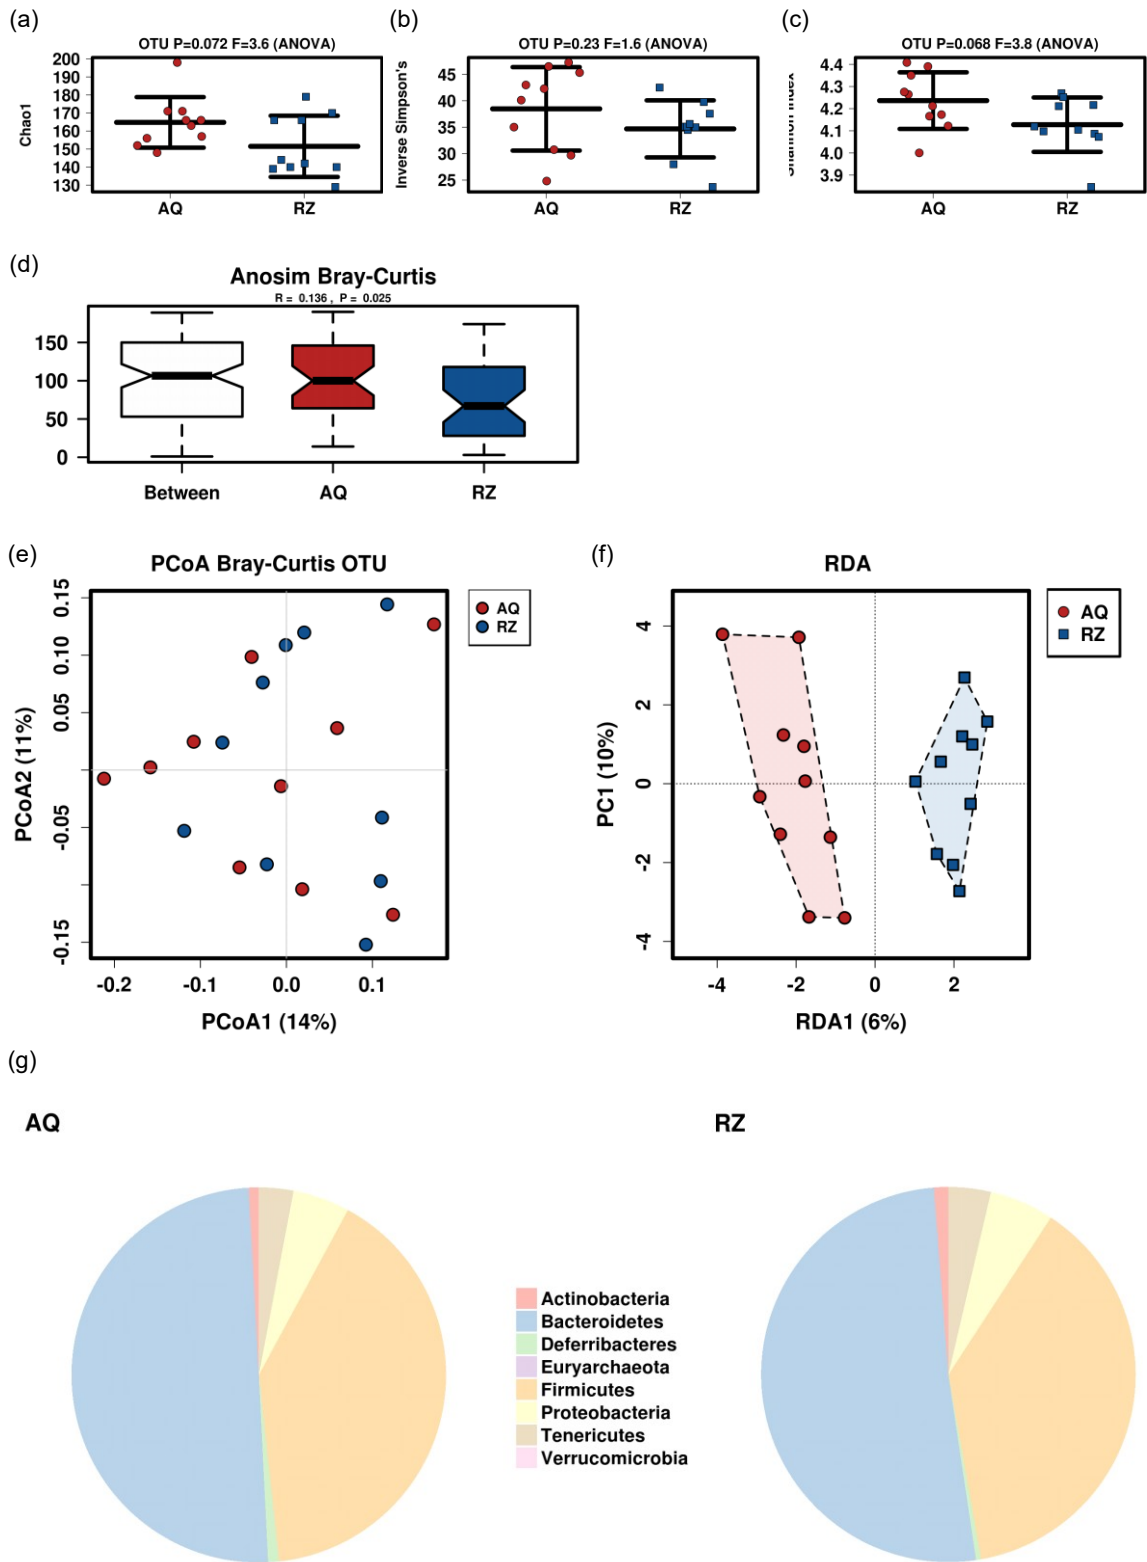 (a)
(b)
(c)
OTU P=0.072 F=3.6 (ANOVA)
OTU P=0.23 F=1.6 (ANOVA)
OTU P=0.068 F=3.8 (ANOVA)
Chao1
200
190
180
170
160
150
140
130
AQ
RZ
Inverse Simpson's
45
40
35
30
25
AQ
RZ
Shannon index
4.4
4.3
4.2
4.1
4.0
3.9
AQ
RZ
(d)
Anosim Bray-Curtis
R = 0.136 , P = 0.025
150
100
50
0
Between
AQ
RZ
(e)
PCoA Bray-Curtis OTU
PCoA2 (11%)
0.15
0.10
0.05
-0.05
-0.15
-0.2
-0.1
0.0
0.1
PCoA1 (14%)
AQ
RZ
(f)
RDA
PC1 (10%)
4
2
0
-2
-4
-4
-2
0
2
RDA1 (6%)
AQ
RZ
(g)
AQ
RZ
Actinobacteria
Bacteroidetes
Deferribacteres
Euryarchaeota
Firmicutes
Proteobacteria
Tenericutes
Verrucomicrobia